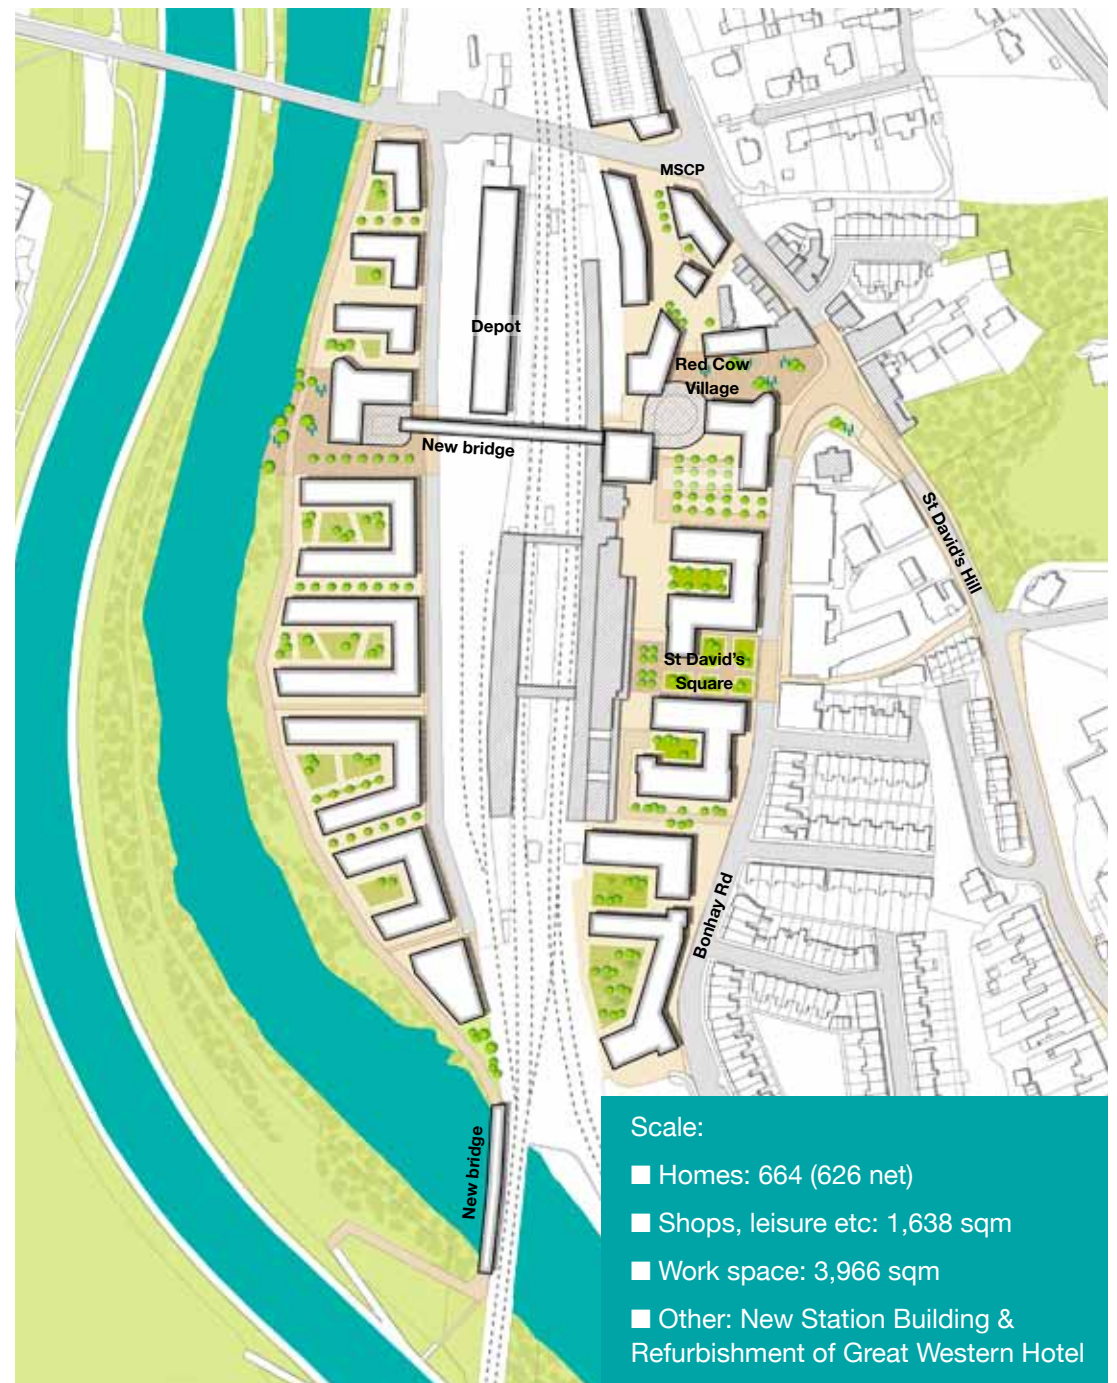 MSCP
Depot
Red Cow
Village
New bridge
St David's Hill
St David's
Square
Bonhay Rd
New bridge
Scale:
■ Homes: 664 (626 net)
■ Shops, leisure etc: 1,638 sqm
■ Work space: 3,966 sqm
■ Other: New Station Building &
Refurbishment of Great Western Hotel